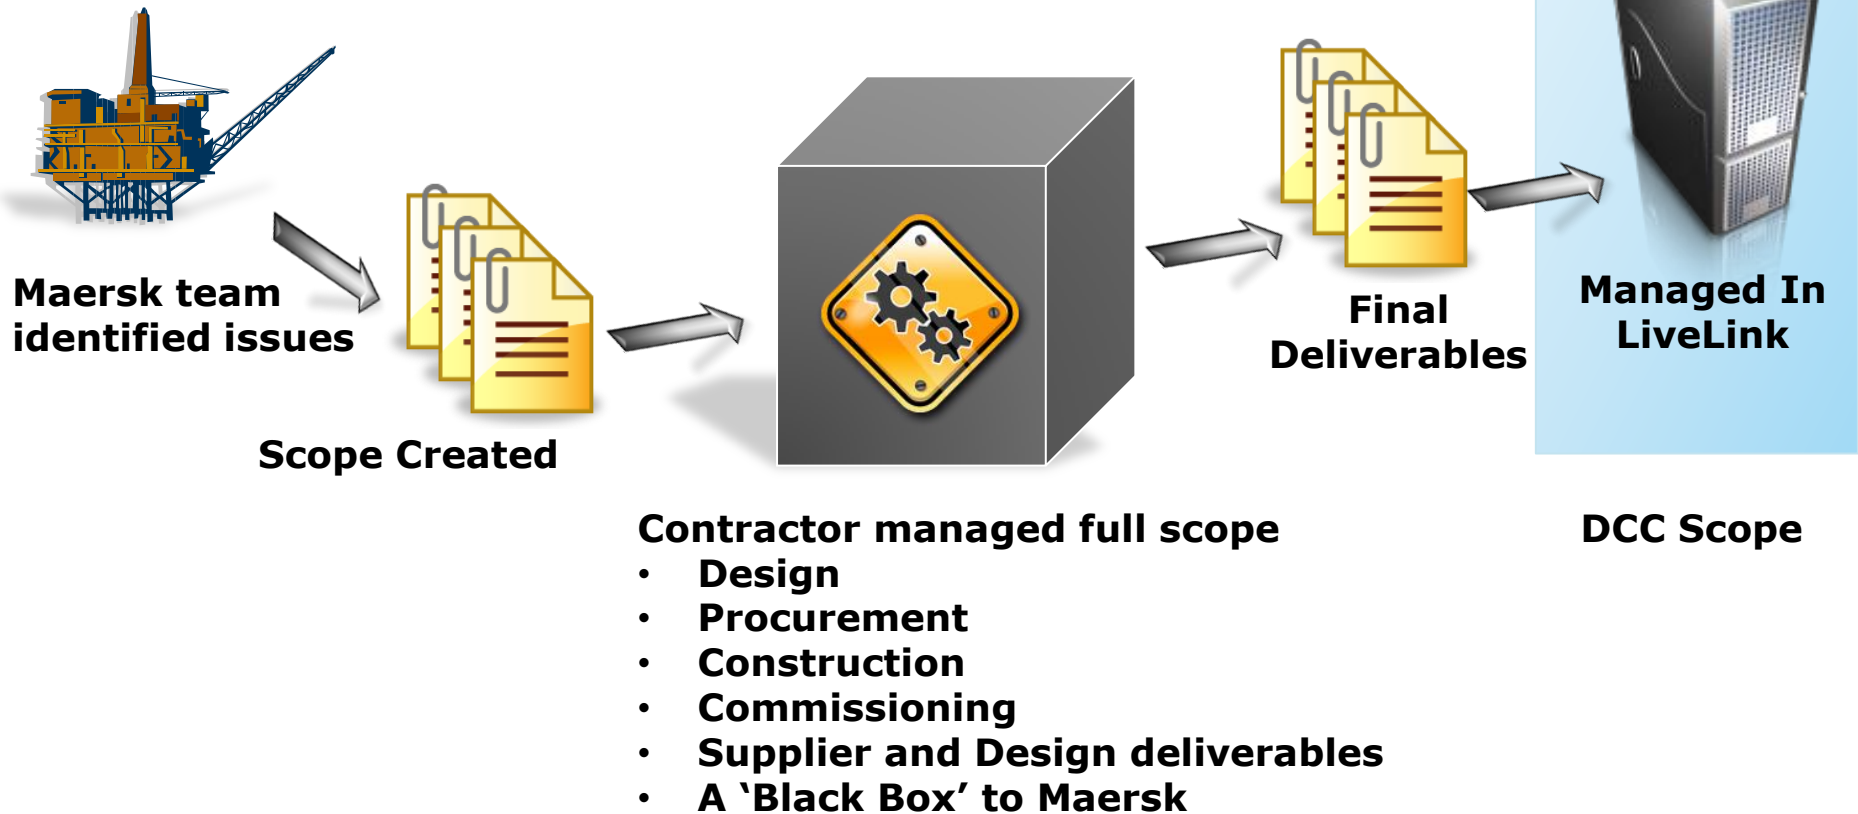 Maersk team
identified issues
Scope Created
Final
Deliverables
Managed In
LiveLink
Contractor managed full scope
• Design
• Procurement
• Construction
• Commissioning
• Supplier and Design deliverables
• A ‘Black Box’ to Maersk
DCC Scope